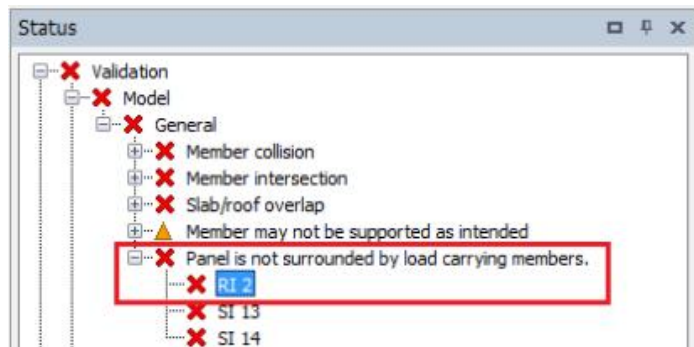 Status
Validation
Model
General
Member collision
Member intersection
Slab/roof overlap
Member may not be supported as intended
Panel is not surrounded by load carrying members.
RI 2
SI 13
SI 14